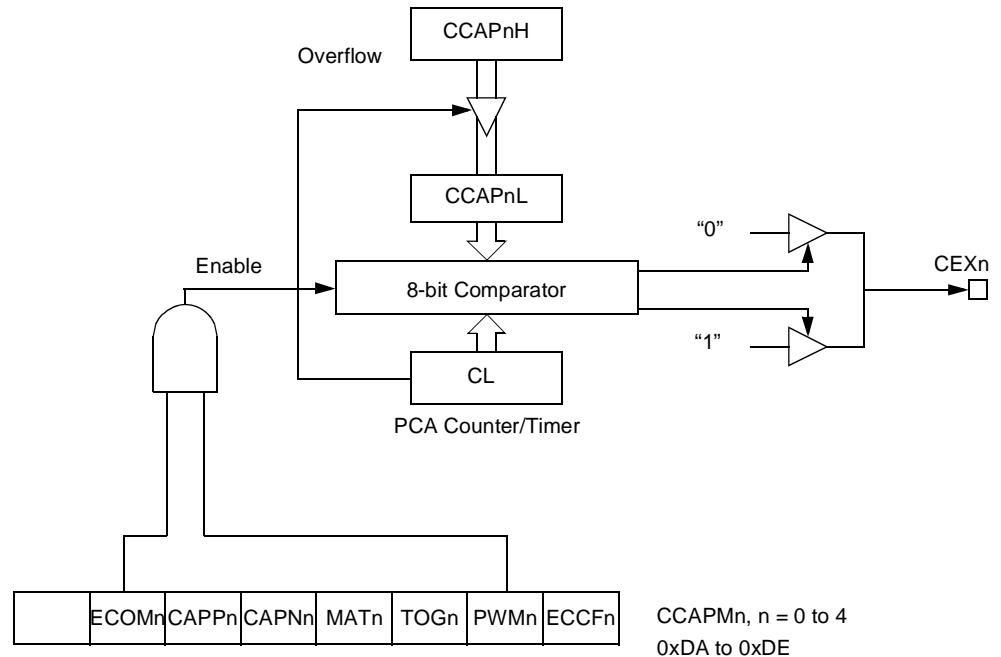 CCAPnH
Overflow
CCAPnL
“0”
Enable
CEXn
8-bit Comparator
“1”
CL
PCA Counter/Timer
ECOMn CAPPn CAPNn MATn TOGn PWMn ECCFn
CCAPMn, n = 0 to 4
0xDA to 0xDE